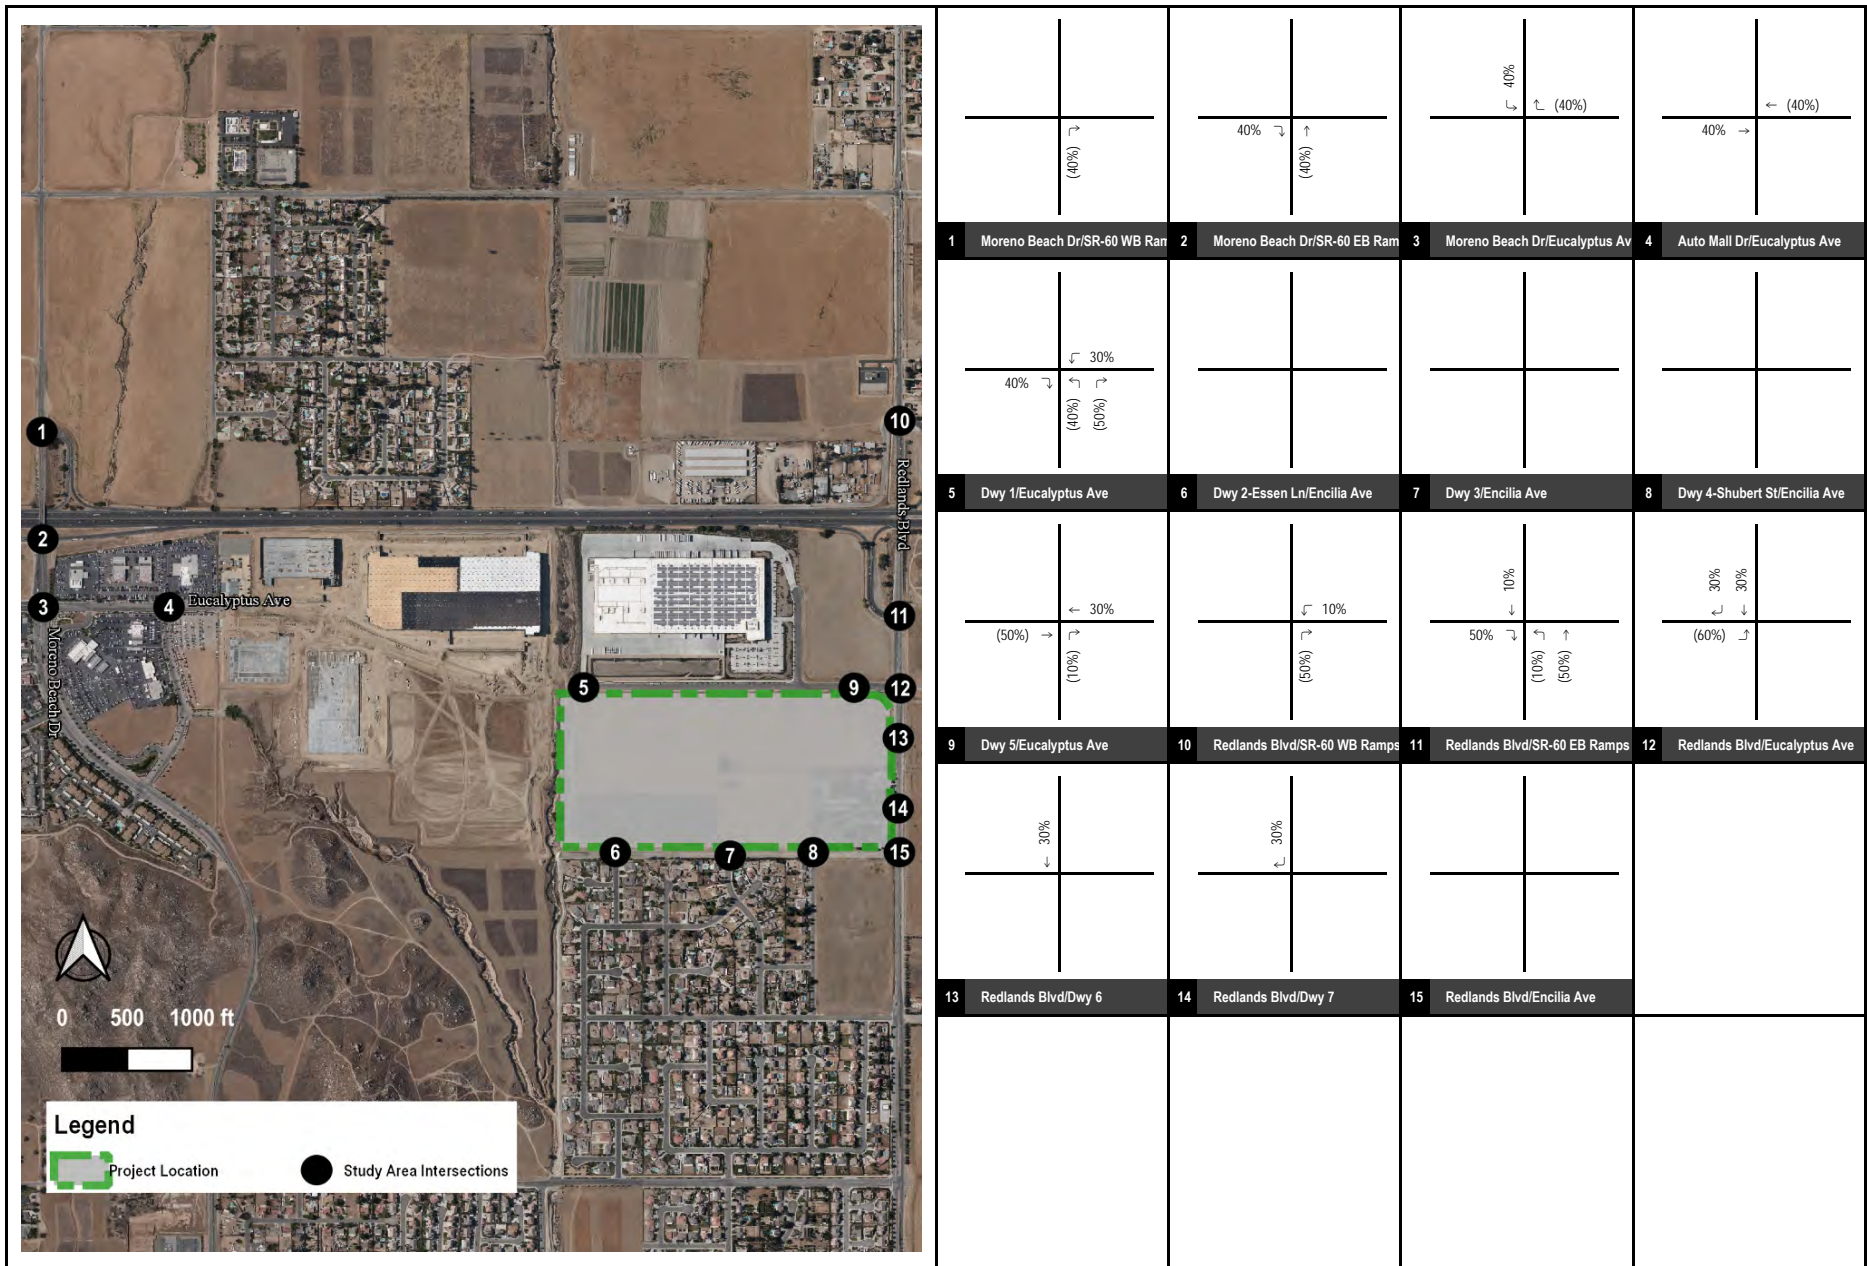 1
10
Redlands Blvd
2
3
4
Eucalyptus Ave
11
Moreno Beach Dr
5
9
12
13
14
6
7
8
15
0 500 1000 ft
Legend
Project Location
Study Area Intersections
(40%)
1 Moreno Beach Dr/SR-60 WB Ram
40%
(40%)
2 Moreno Beach Dr/SR-60 EB Ram
40%
(40%)
3 Moreno Beach Dr/Eucalyptus Av
(40%)
40%
4 Auto Mall Dr/Eucalyptus Ave
30%
40%
(40%)
(50%)
5 Dwy 1/Eucalyptus Ave
6 Dwy 2-Essen Ln/Encilia Ave
7 Dwy 3/Encilia Ave
8 Dwy 4-Shubert St/Encilia Ave
30%
(50%)
(10%)
9 Dwy 5/Eucalyptus Ave
10%
(50%)
10 Redlands Blvd/SR-60 WB Ramps
10%
50%
(10%)
(50%)
11 Redlands Blvd/SR-60 EB Ramps
30%
30%
(60%)
12 Redlands Blvd/Eucalyptus Ave
30%
13 Redlands Blvd/Dwy 6
30%
14 Redlands Blvd/Dwy 7
15 Redlands Blvd/Encilia Ave